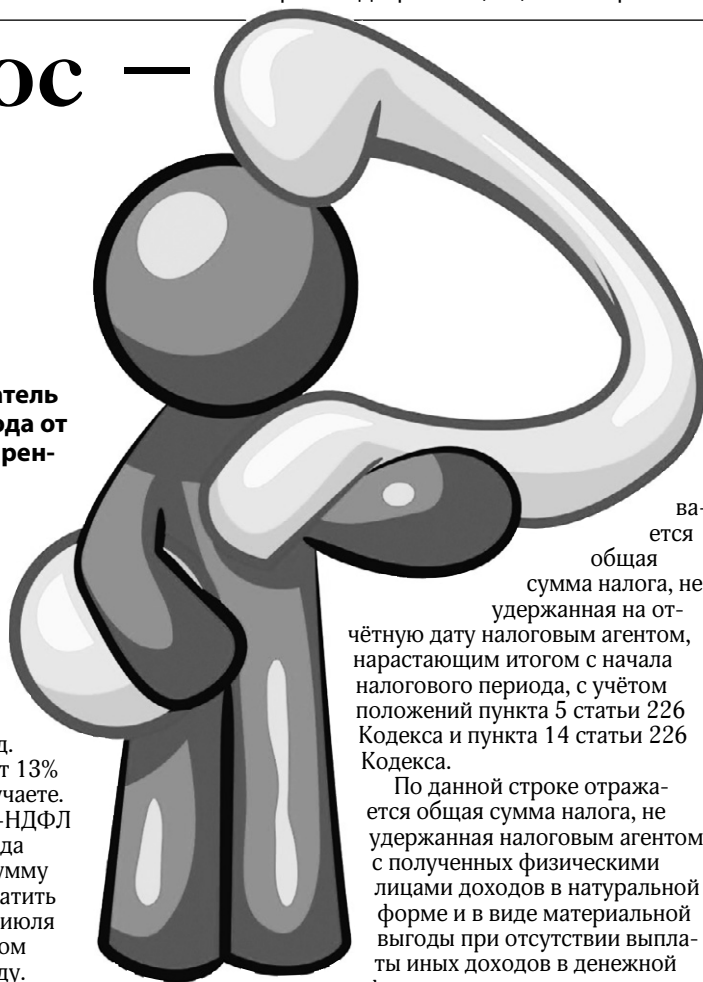 ос –
атель
ода от
рен-
д.
т 13%
учаете.
-НДФЛ
да
умму
атить
июля
ом
ду.
ва-
ется
общая
сумма налога, не
удержанная на от-
чётную дату налоговым агентом,
нарастающим итогом с начала
налогового периода, с учётом
положений пункта 5 статьи 226
Кодекса и пункта 14 статьи 226
Кодекса.
По данной строке отража-
ется общая сумма налога, не
удержанная налоговым агентом
с полученных физическими
лицами доходов в натуральной
форме и в виде материальной
выгоды при отсутствии выпла-
ты иных доходов в денежной